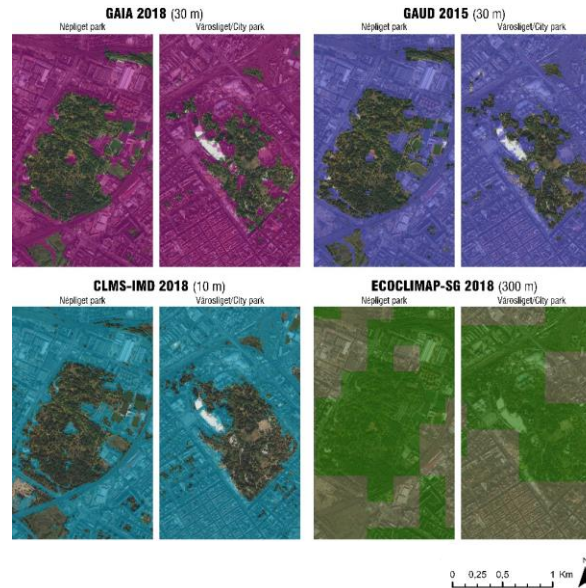 GAIA 2018 (30 m)
Népliget park
Városliget/City park
GAUD 2015 (30 m)
Népliget park
Városliget/City park
CLMS-IMD 2018 (10 m)
Népliget park
Városliget/City park
ECOCLIMAP-SG 2018 (300 m)
Népliget park
Városliget/City park
N
0 0,25 0,5 1 Km